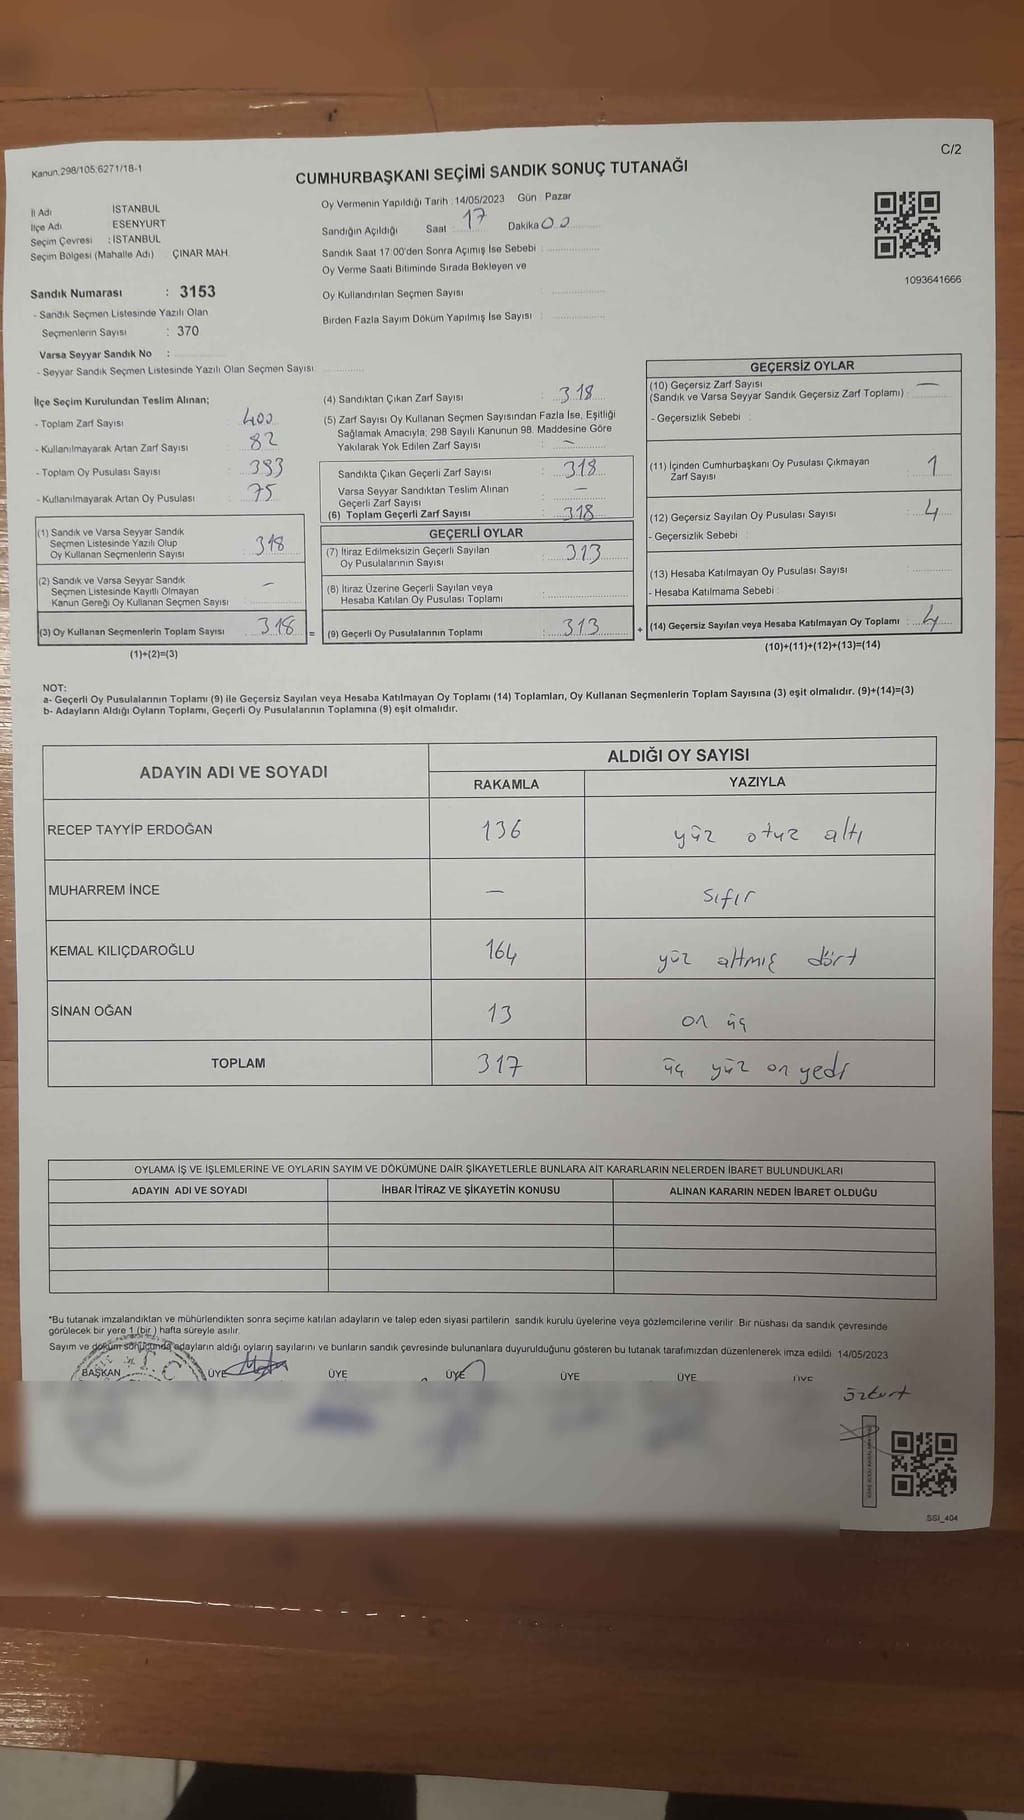 C/2
Kanun.298/105;6271/18-1
CUMHURBAŞKANI SEÇİMİ SANDIK SONUÇ TUTANAĞI
İl Adı İSTANBUL
İlçe Adı ESENYURT
Seçim Çevresi : İSTANBUL
Seçim Bölgesi (Mahalle Adı) ÇINAR MAH
Sandık Numarası : 3153
- Sandık Seçmen Listesinde Yazılı Olan
Seçmenlerin Sayısı : 370
Varsa Seyyar Sandık No :
- Seyyar Sandık Seçmen Listesinde Yazılı Olan Seçmen Sayısı:
Oy Vermenin Yapıldığı Tarih : 14/05/2023 Gün : Pazar
Sandığın Açıldığı Saat 17 Dakika 00
Sandık Saat 17:00'den Sonra Açımış İse Sebebi :
Oy Verme Saati Bitiminde Sırada Bekleyen ve
Oy Kullandırılan Seçmen Sayısı :
Birden Fazla Sayım Döküm Yapılmış İse Sayısı :
1093641666
İlçe Seçim Kurulundan Teslim Alınan;
- Toplam Zarf Sayısı : 400
- Kullanılmayarak Artan Zarf Sayısı : 82
- Toplam Oy Pusulası Sayısı : 393
- Kullanılmayarak Artan Oy Pusulası : 75
(1) Sandık ve Varsa Seyyar Sandık
Seçmen Listesinde Yazılı Olup
Oy Kullanan Seçmenlerin Sayısı : 318
(2) Sandık ve Varsa Seyyar Sandık
Seçmen Listesinde Kayıtlı Olmayan
Kanun Gereği Oy Kullanan Seçmen Sayısı : —
(3) Oy Kullanan Seçmenlerin Toplam Sayısı : 318 =
(1)+(2)=(3)
(4) Sandıktan Çıkan Zarf Sayısı : 318
(5) Zarf Sayısı Oy Kullanan Seçmen Sayısından Fazla İse, Eşitliği
Sağlamak Amacıyla, 298 Sayılı Kanunun 98. Maddesine Göre
Yakılarak Yok Edilen Zarf Sayısı : —
Sandıkta Çıkan Geçerli Zarf Sayısı : 318
Varsa Seyyar Sandıktan Teslim Alınan
Geçerli Zarf Sayısı : —
(6) Toplam Geçerli Zarf Sayısı : 318
GEÇERLİ OYLAR
(7) İtiraz Edilmeksizin Geçerli Sayılan
Oy Pusulalarının Sayısı : 313
(8) İtiraz Üzerine Geçerli Sayılan veya
Hesaba Katılan Oy Pusulası Toplamı :
(9) Geçerli Oy Pusulalarının Toplamı : 313 +
GEÇERSİZ OYLAR
(10) Geçersiz Zarf Sayısı —
(Sandık ve Varsa Seyyar Sandık Geçersiz Zarf Toplamı) :
- Geçersizlik Sebebi :
(11) İçinden Cumhurbaşkanı Oy Pusulası Çıkmayan
Zarf Sayısı : 1
(12) Geçersiz Sayılan Oy Pusulası Sayısı : 4
- Geçersizlik Sebebi :
(13) Hesaba Katılmayan Oy Pusulası Sayısı :
- Hesaba Katılmama Sebebi :
(14) Geçersiz Sayılan veya Hesaba Katılmayan Oy Toplamı : 4
(10)+(11)+(12)+(13)=(14)
NOT:
a- Geçerli Oy Pusulalarının Toplamı (9) ile Geçersiz Sayılan veya Hesaba Katılmayan Oy Toplamı (14) Toplamları, Oy Kullanan Seçmenlerin Toplam Sayısına (3) eşit olmalıdır. (9)+(14)=(3)
b- Adayların Aldığı Oyların Toplamı, Geçerli Oy Pusulalarının Toplamına (9) eşit olmalıdır.
ADAYIN ADI VE SOYADI ALDIĞI OY SAYISI
RAKAMLA YAZIYLA
RECEP TAYYİP ERDOĞAN 136 yüz otuz altı
MUHARREM İNCE — sıfır
KEMAL KILIÇDAROĞLU 164 yüz altmış dört
SİNAN OĞAN 13 on üç
TOPLAM 317 üç yüz on yedi
OYLAMA İŞ VE İŞLEMLERİNE VE OYLARIN SAYIM VE DÖKÜMÜNE DAİR ŞİKAYETLERLE BUNLARA AİT KARARLARIN NELERDEN İBARET BULUNDUKLARI
ADAYIN ADI VE SOYADI İHBAR İTİRAZ VE ŞİKAYETİN KONUSU ALINAN KARARIN NEDEN İBARET OLDUĞU
*Bu tutanak imzalandıktan ve mühürlendikten sonra seçime katılan adayların ve talep eden siyasi partilerin sandık kurulu üyelerine veya gözlemcilerine verilir. Bir nüshası da sandık çevresinde
görülecek bir yere 1 (bir) hafta süreyle asılır.
Sayım ve döküm sonucunda adayların aldığı oyların sayılarını ve bunların sandık çevresinde bulunanlara duyurulduğunu gösteren bu tutanak tarafımızdan düzenlenerek imza edildi. 14/05/2023
BAŞKAN ÜYE ÜYE ÜYE ÜYE ÜYE ÜYE
SSI_404